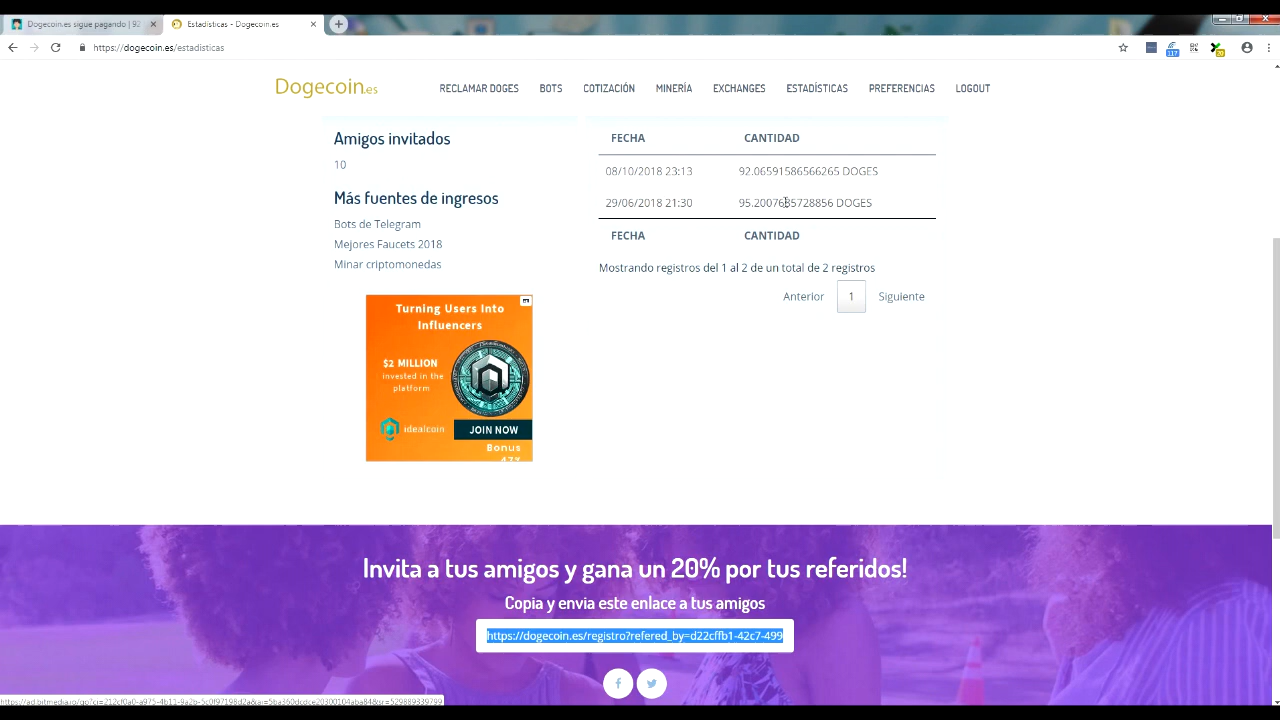 Dogecoin.es sigue pagando | 92
Estadisticas - Dogecoin.es
https://dogecoin.es/estadisticas
Dogecoin.es
RECLAMAR DOGES
BOTS
COTIZACIÓN
MINERÍA
EXCHANGES
ESTADÍSTICAS
PREFERENCIAS
LOGOUT
Amigos invitados
10
Más fuentes de ingresos
Bots de Telegram
Mejores Faucets 2018
Minar criptomonedas
FECHA CANTIDAD
08/10/2018 23:13 92.06591586566265 DOGES
29/06/2018 21:30
DOGES
FECHA CANTIDAD
Mostrando registros del 1 al 2 de un total de 2 registros
Anterior 1 Siguiente
Turning Users Into
Influencers
$2 MILLION
invested in the
platform
idealcoin
JOIN NOW
Bonus
Invita a tus amigos y gana un 20% por tus referidos!
Copia y envia este enlace a tus amigos
https://dogecoin.es/registro?refered_by=d22cffb1-42c7-499